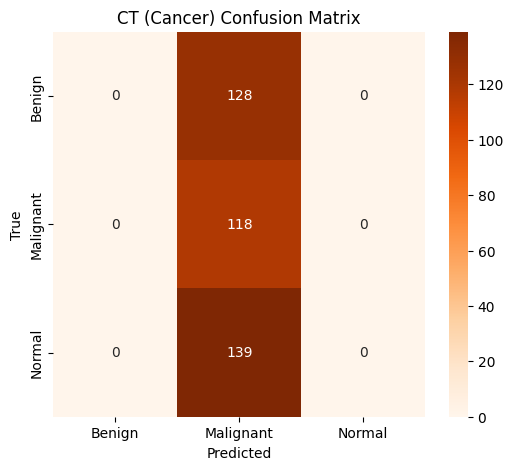 CT (Cancer) Confusion Matrix
True
Benign
0
128
0
Malignant
0
118
0
Normal
0
139
0
Benign
Malignant
Normal
Predicted
120
100
80
60
40
20
0